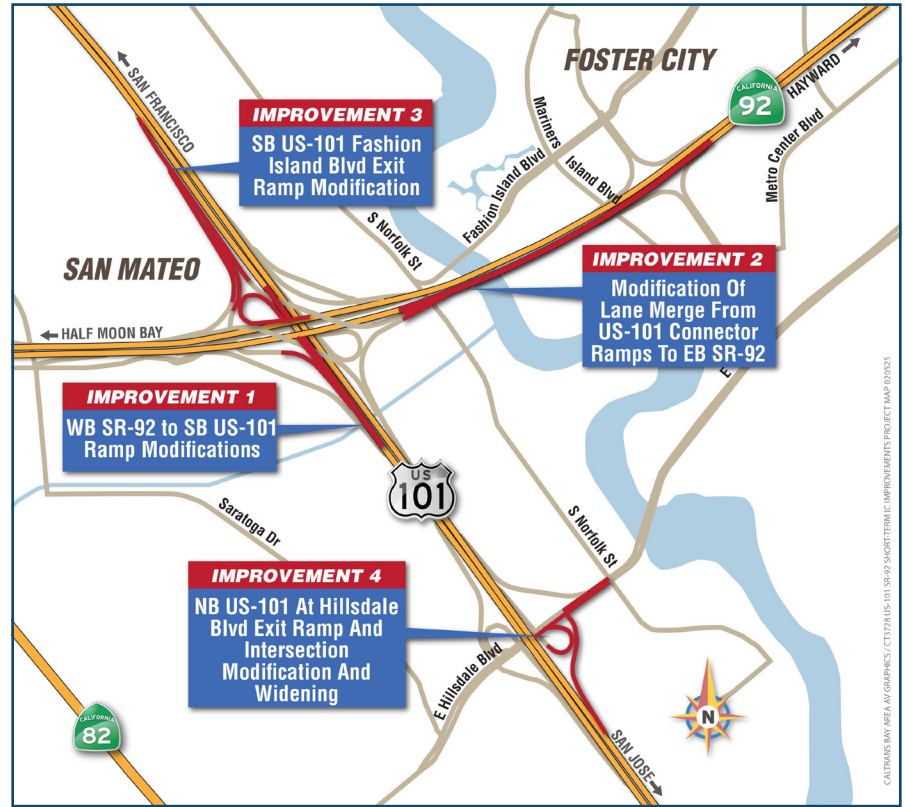 FOSTER CITY
CALIFORNIA
92
HAYWARD
SAN FRANCISCO
IMPROVEMENT 3
SB US-101 Fashion
Island Blvd Exit
Ramp Modification
Mariners
Island Blvd
Metro Center Blvd
Fashion Island Blvd
S Norfolk St
SAN MATEO
IMPROVEMENT 2
Modification Of
Lane Merge From
US-101 Connector
Ramps To EB SR-92
HALF MOON BAY
E
IMPROVEMENT 1
WB SR-92 to SB US-101
Ramp Modifications
US
101
Saratoga Dr
S Norfolk St
IMPROVEMENT 4
NB US-101 At Hillsdale
Blvd Exit Ramp And
Intersection
Modification And
Widening
E Hillsdale Blvd
N
CALIFORNIA
82
SAN JOSE
CALTRANS BAY AREA AV GRAPHICS / CT3728 US-101 SR-92 SHORT-TERM IC IMPROVEMENTS PROJECT MAP 020525